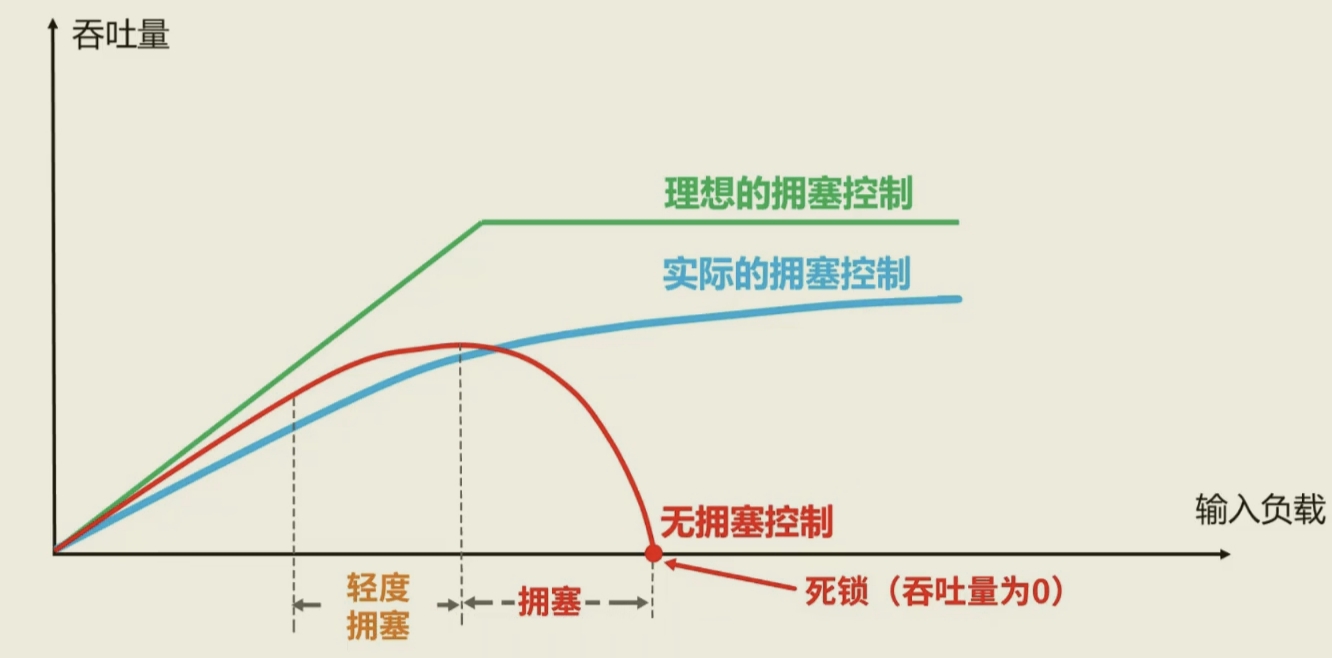 吞吐量
理想的拥塞控制
实际的拥塞控制
无拥塞控制
输入负载
死锁（吞吐量为0）
轻度
拥塞
拥塞